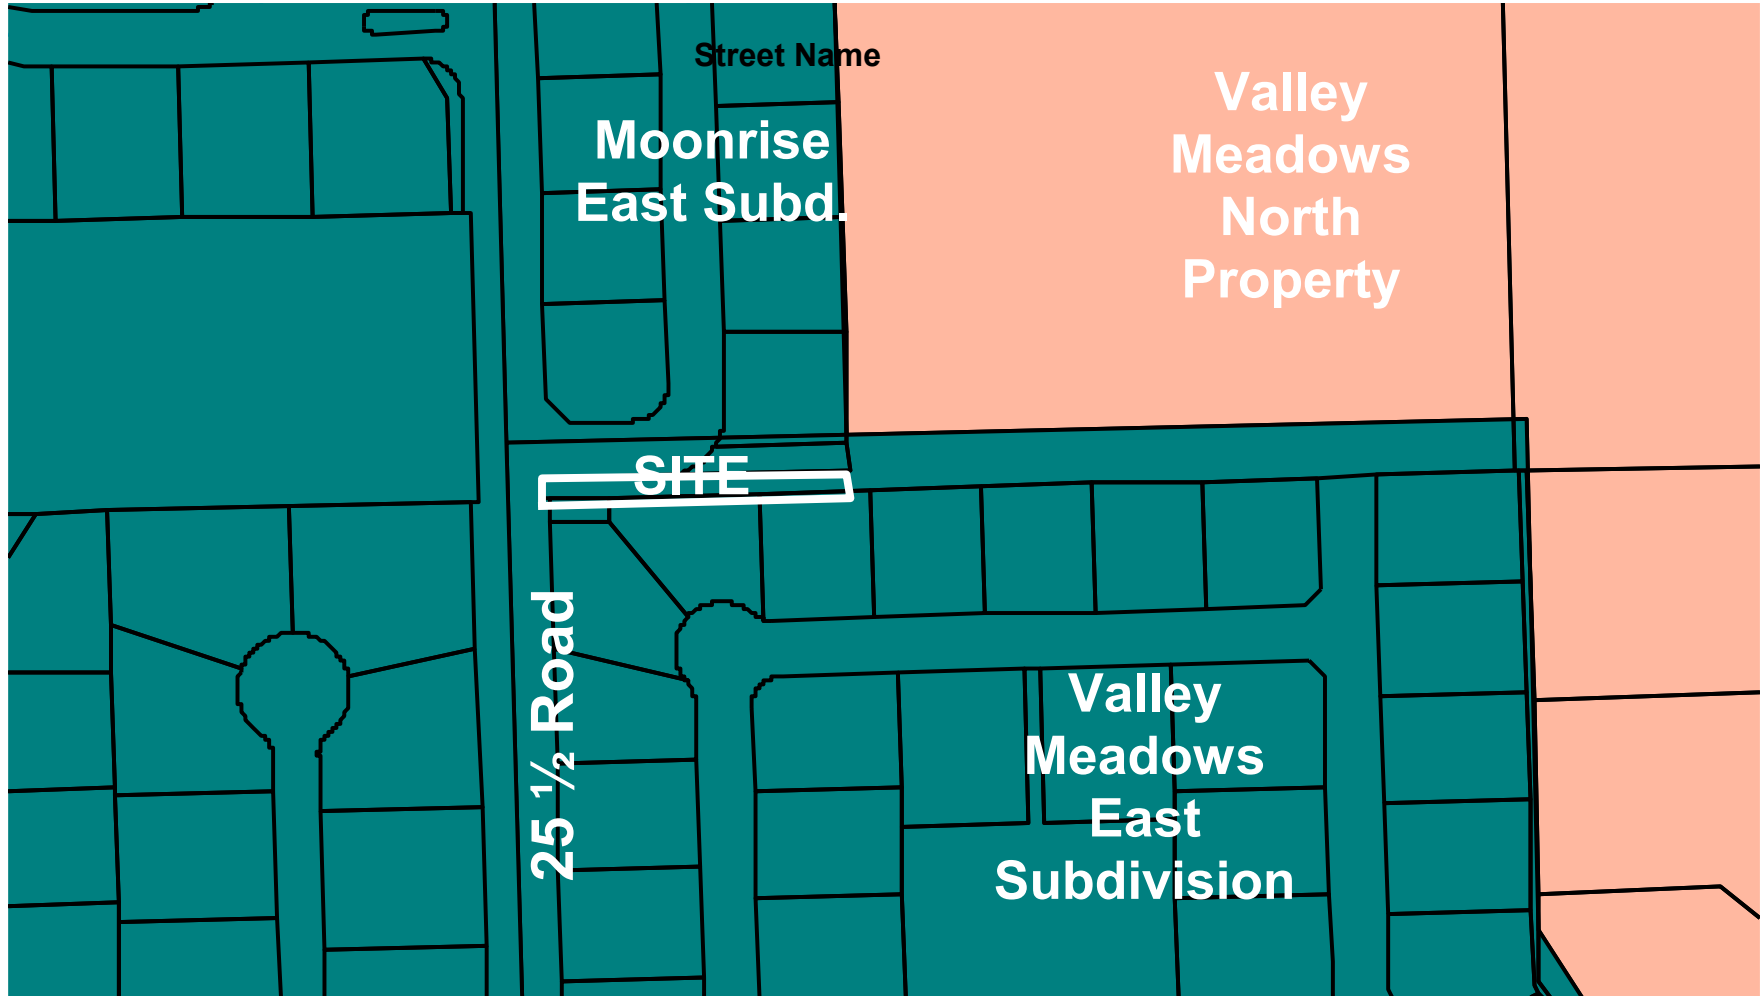 Street Name
Moonrise
East Subd.
Valley
Meadows
North
Property
SITE
25 ½ Road
Valley
Meadows
East
Subdivision